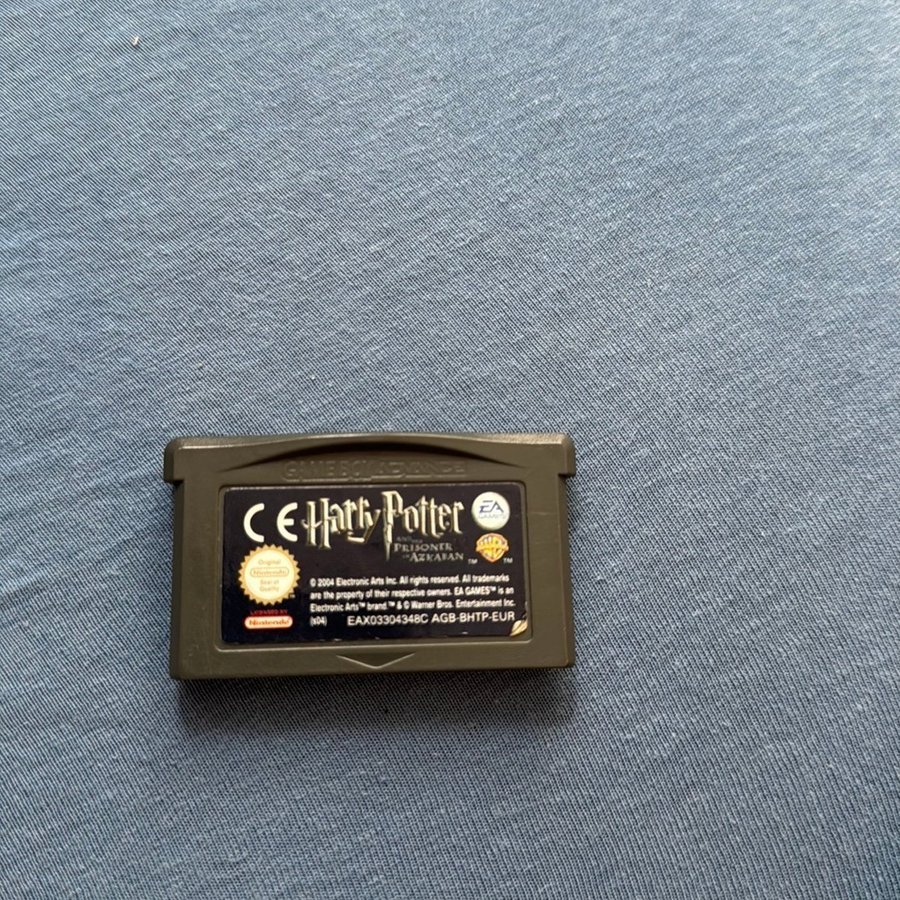 GAME BOY ADVANCE
CE Harry Potter
AND THE
PRISONER
OF AZKABAN
EA
GAMES
WB
™ ™
Original
Nintendo
Seal of
Quality
LICENSED BY
Nintendo
© 2004 Electronic Arts Inc. All rights reserved. All trademarks
are the property of their respective owners. EA GAMES™ is an
Electronic Arts™ brand.™ & © Warner Bros. Entertainment Inc.
(s04) EAX03304348C AGB-BHTP-EUR